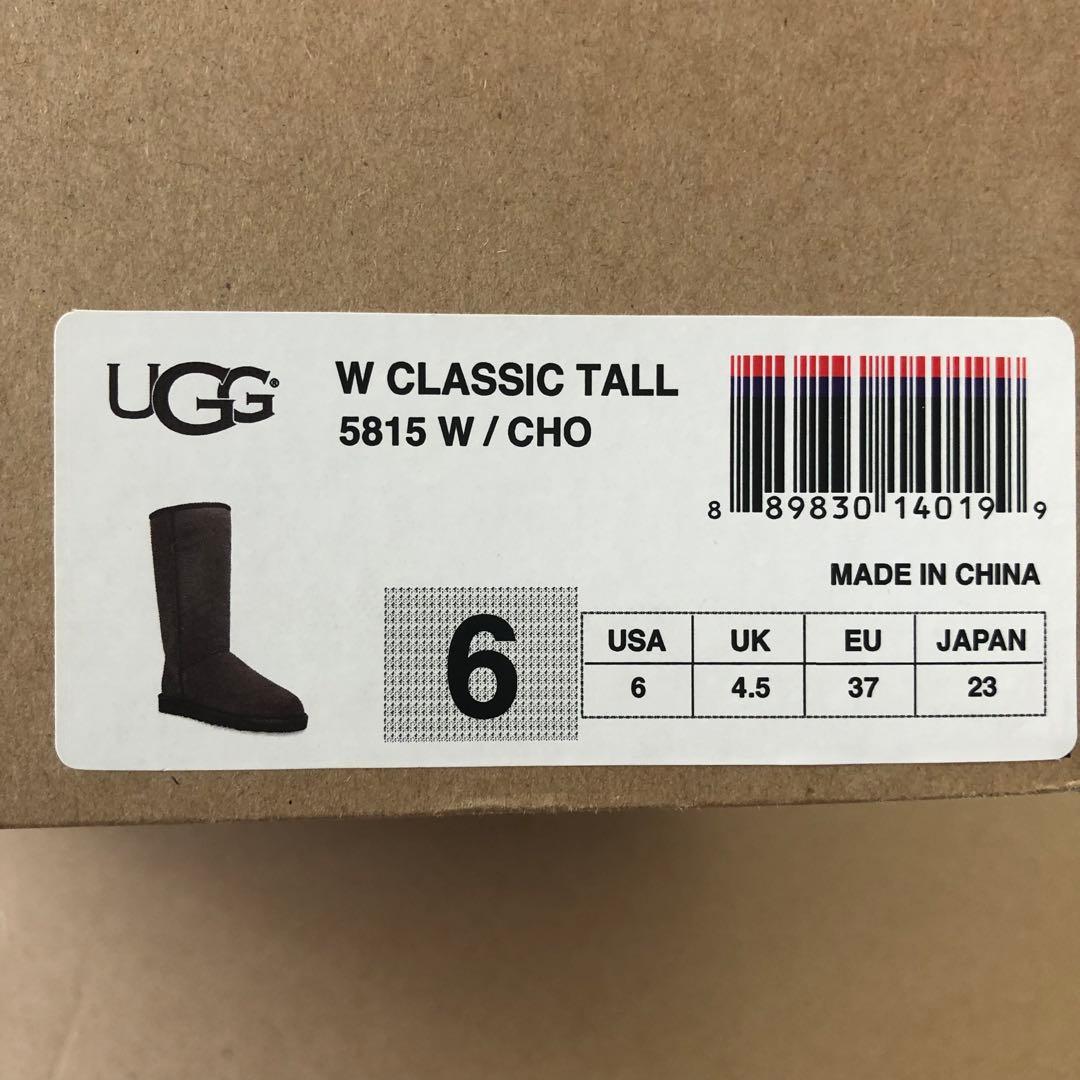 UGG®
W CLASSIC TALL
5815 W / CHO
8 89830 14019 9
MADE IN CHINA
6
USA UK EU JAPAN
6 4.5 37 23